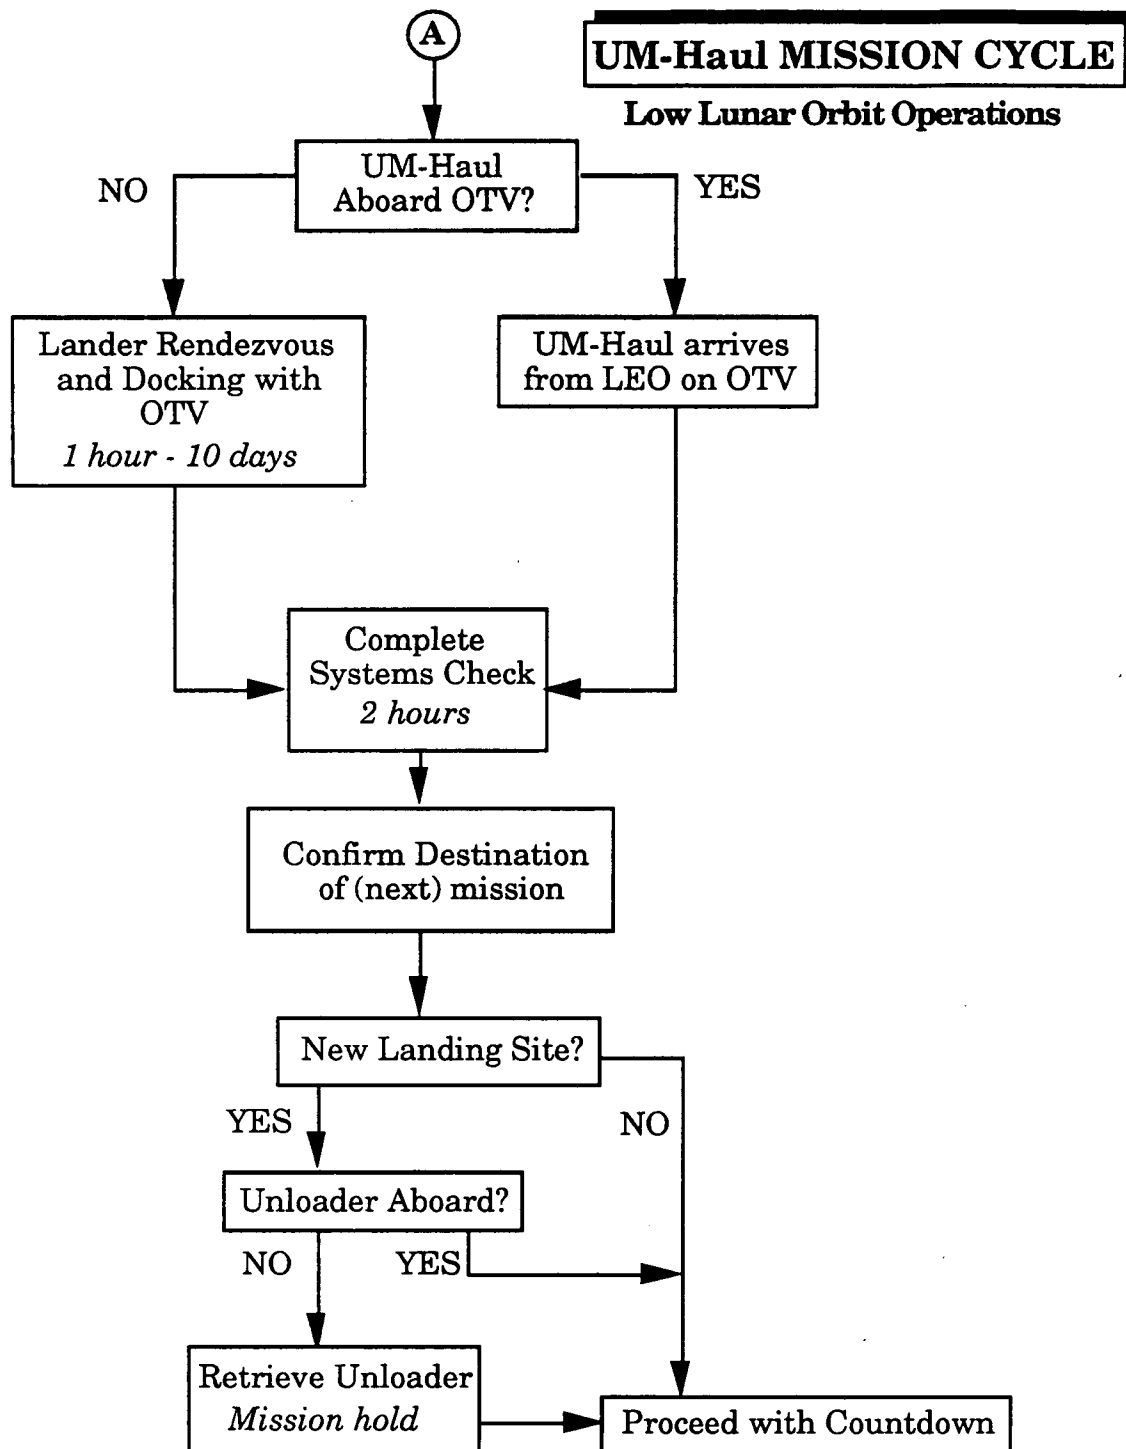 A
UM-Haul MISSION CYCLE
Low Lunar Orbit Operations
UM-Haul
Aboard OTV?
NO
YES
Lander Rendezvous
and Docking with
OTV
1 hour - 10 days
UM-Haul arrives
from LEO on OTV
Complete
Systems Check
2 hours
Confirm Destination
of (next) mission
New Landing Site?
YES
NO
Unloader Aboard?
NO
YES
Retrieve Unloader
Mission hold
Proceed with Countdown